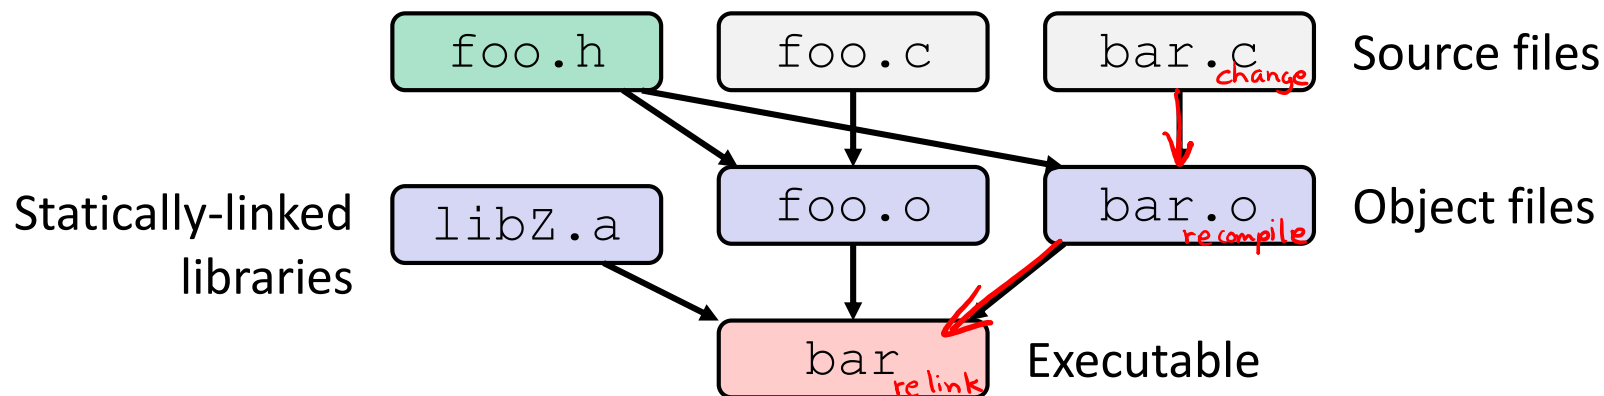 foo.h
foo.c
bar.c
change
Source files
Statically-linked
libraries
libZ.a
foo.o
bar.o
recompile
Object files
bar
relink
Executable